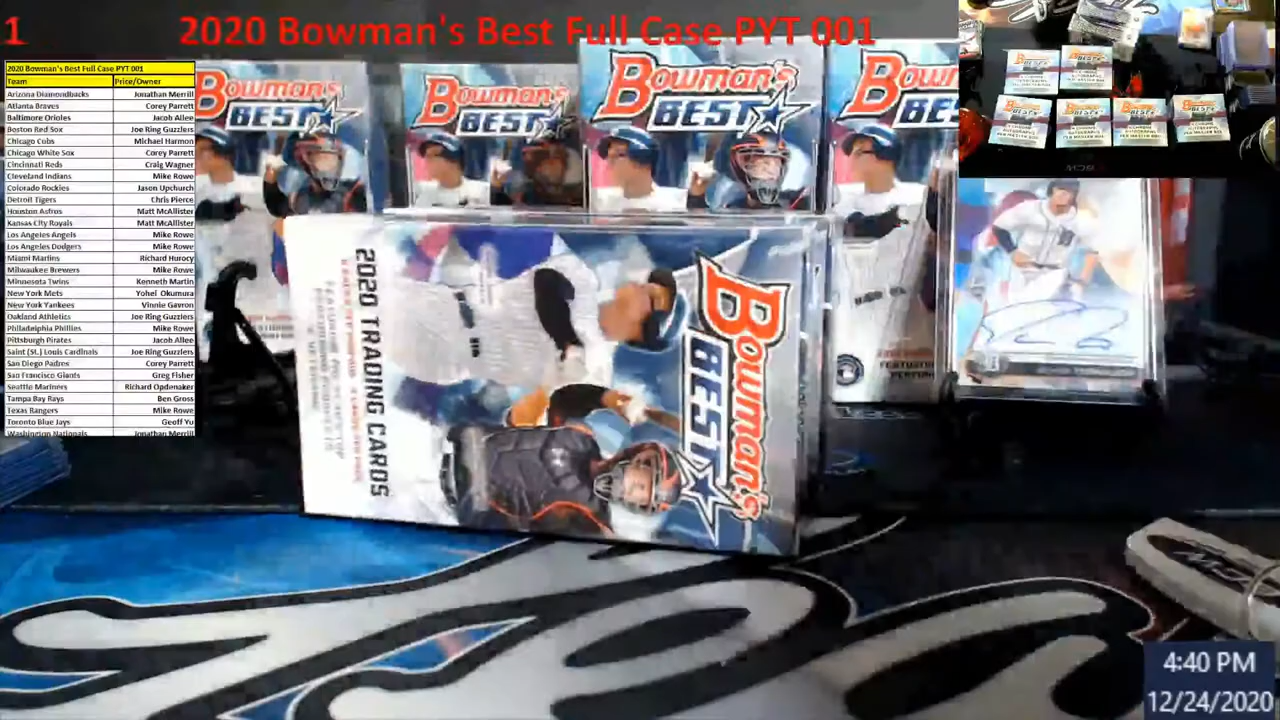 1
2020 Bowman's Best Full Case PYT 001
2020 Bowman's Best Full Case PYT 001
Team Price/Owner
Arizona Diamondbacks Jonathan Merrill
Atlanta Braves Corey Parrett
Baltimore Orioles Jacob Allee
Boston Red Sox Joe Ring Guzzlers
Chicago Cubs Michael Harmon
Chicago White Sox Corey Parrett
Cincinnati Reds Craig Wagner
Cleveland Indians Mike Rowe
Colorado Rockies Jason Upchurch
Detroit Tigers Chris Pierce
Houston Astros Matt McAllister
Kansas City Royals Matt McAllister
Los Angeles Angels Mike Rowe
Los Angeles Dodgers Mike Rowe
Miami Marlins Richard Hurocy
Milwaukee Brewers Mike Rowe
Minnesota Twins Kenneth Martin
New York Mets Yohei Okumura
New York Yankees Vinnie Gavron
Oakland Athletics Joe Ring Guzzlers
Philadelphia Phillies Mike Rowe
Pittsburgh Pirates Jacob Allee
Saint (St.) Louis Cardinals Joe Ring Guzzlers
San Diego Padres Corey Parrett
San Francisco Giants Greg Fisher
Seattle Mariners Richard Opdenaker
Tampa Bay Rays Ben Gross
Texas Rangers Mike Rowe
Toronto Blue Jays Geoff Yu
Washington Nationals Jonathan Merrill
Bowman's
BEST
Bowman's
BEST
Bowman's
BEST
Bowman
BEST
Bowman's
BEST
2020 TRADING CARDS
4:40 PM
12/24/2020